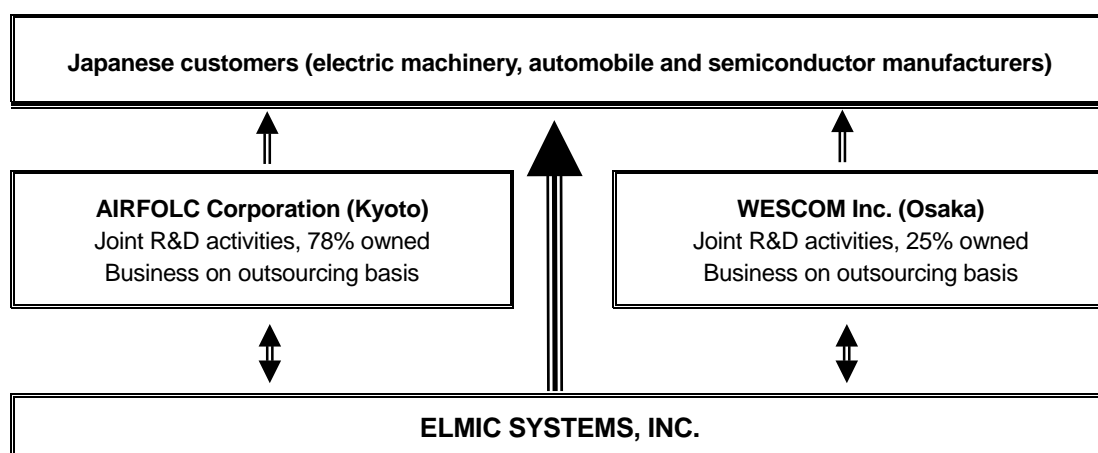 Japanese customers (electric machinery, automobile and semiconductor manufacturers)
AIRFOLC Corporation (Kyoto)
Joint R&D activities, 78% owned
Business on outsourcing basis
WESCOM Inc. (Osaka)
Joint R&D activities, 25% owned
Business on outsourcing basis
ELMIC SYSTEMS, INC.